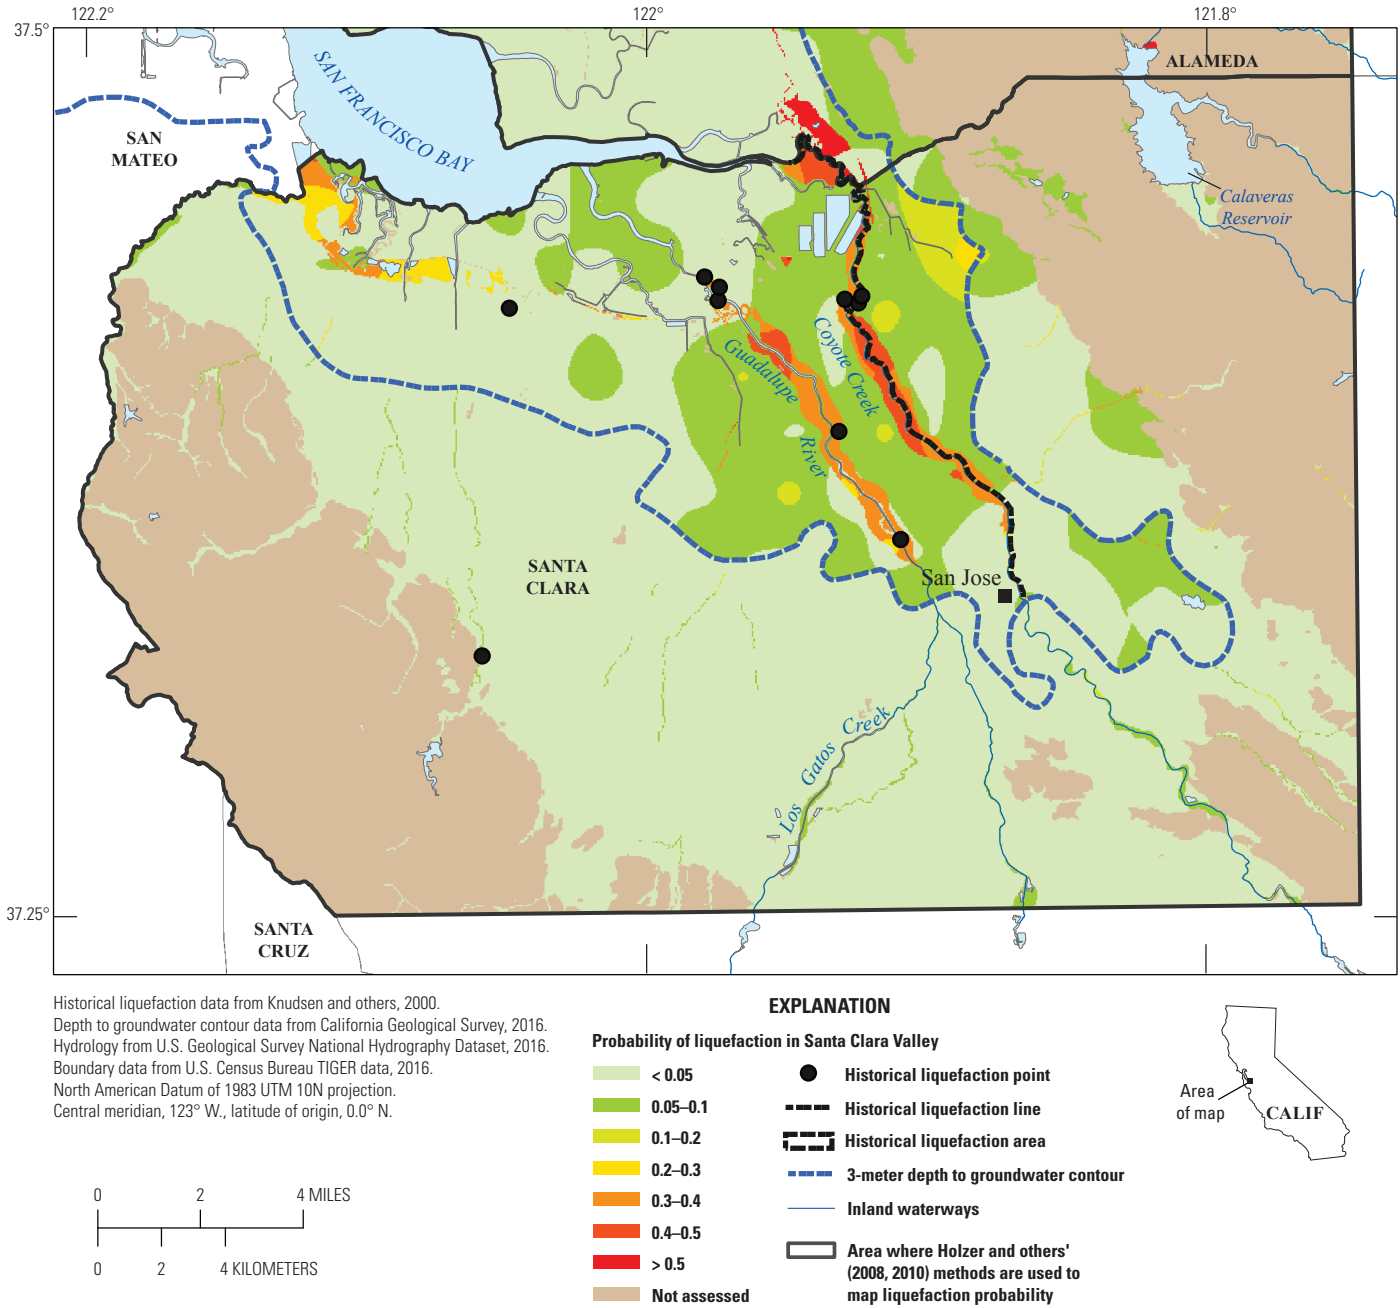 122.2°
122°
121.8°
37.5°
ALAMEDA
SAN FRANCISCO BAY
SAN
MATEO
Calaveras
Reservoir
Coyote Creek
Guadalupe
River
SANTA
CLARA
San Jose
Los Gatos Creek
37.25°
SANTA
CRUZ
Historical liquefaction data from Knudsen and others, 2000.
Depth to groundwater contour data from California Geological Survey, 2016.
Hydrology from U.S. Geological Survey National Hydrography Dataset, 2016.
Boundary data from U.S. Census Bureau TIGER data, 2016.
North American Datum of 1983 UTM 10N projection.
Central meridian, 123° W., latitude of origin, 0.0° N.
0 2 4 MILES
0 2 4 KILOMETERS
EXPLANATION
Probability of liquefaction in Santa Clara Valley
< 0.05
0.05–0.1
0.1–0.2
0.2–0.3
0.3–0.4
0.4–0.5
> 0.5
Not assessed
Historical liquefaction point
Historical liquefaction line
Historical liquefaction area
3-meter depth to groundwater contour
Inland waterways
Area where Holzer and others'
(2008, 2010) methods are used to
map liquefaction probability
Area
of map
CALIF